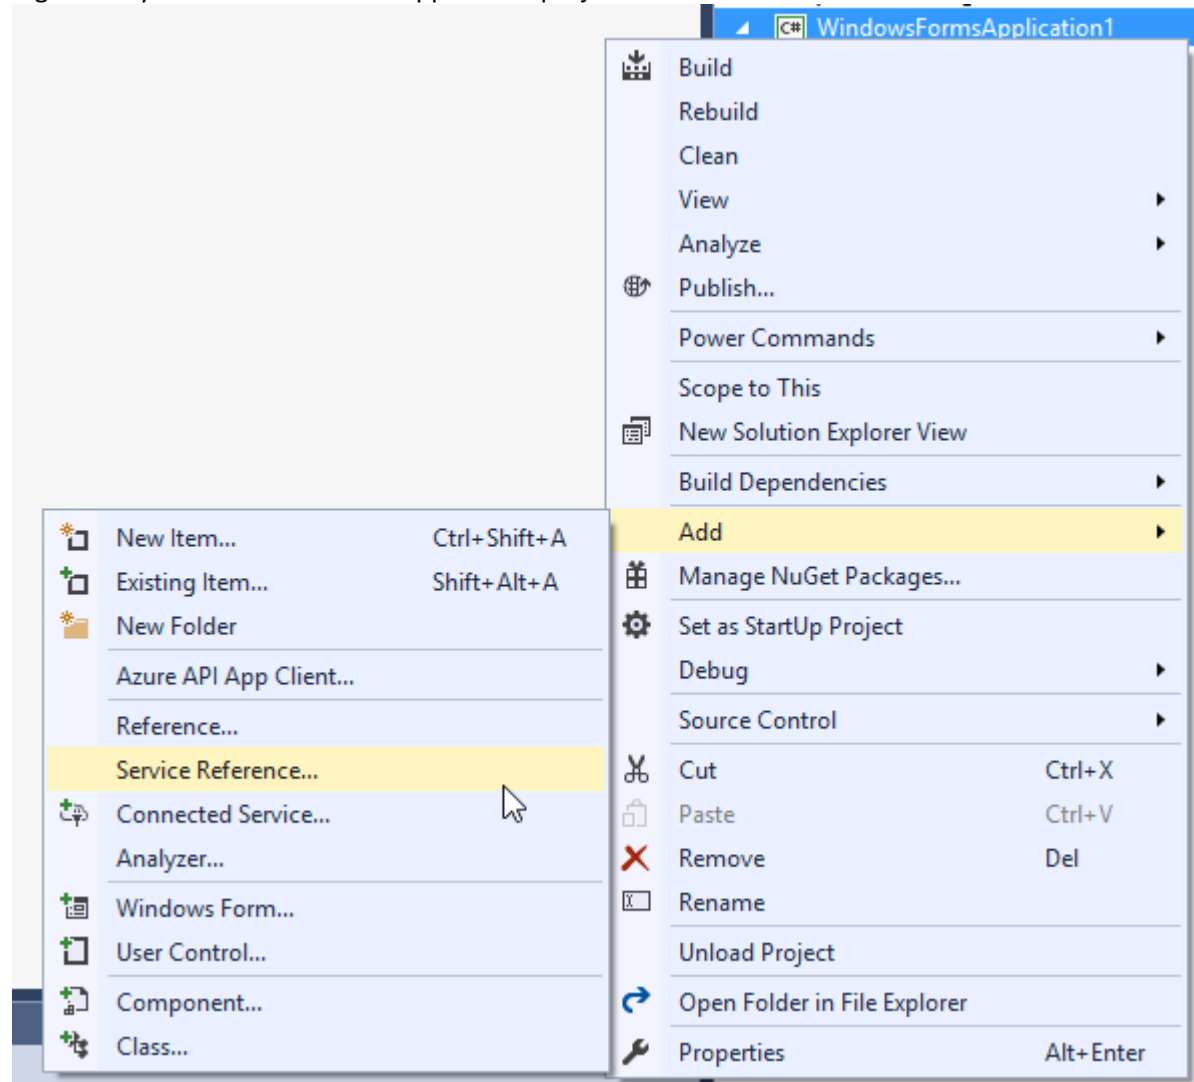 WindowsFormsApplication1
Build
Rebuild
Clean
View
Analyze
Publish...
Power Commands
Scope to This
New Solution Explorer View
Build Dependencies
Add
Manage NuGet Packages...
Set as StartUp Project
Debug
Source Control
Cut Ctrl+X
Paste Ctrl+V
Remove Del
Rename
Unload Project
Open Folder in File Explorer
Properties Alt+Enter
New Item... Ctrl+Shift+A
Existing Item... Shift+Alt+A
New Folder
Azure API App Client...
Reference...
Service Reference...
Connected Service...
Analyzer...
Windows Form...
User Control...
Component...
Class...